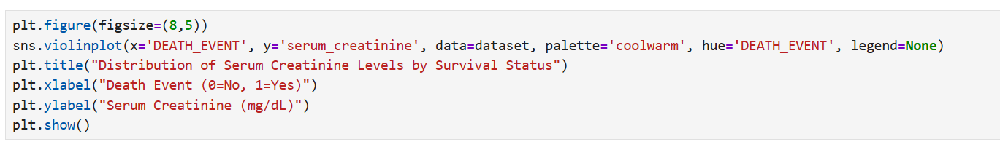 plt.figure(figsize=(8,5))
sns.violinplot(x='DEATH_EVENT', y='serum_creatinine', data=dataset, palette='coolwarm', hue='DEATH_EVENT', legend=None)
plt.title("Distribution of Serum Creatinine Levels by Survival Status")
plt.xlabel("Death Event (0=No, 1=Yes)")
plt.ylabel("Serum Creatinine (mg/dL)")
plt.show()